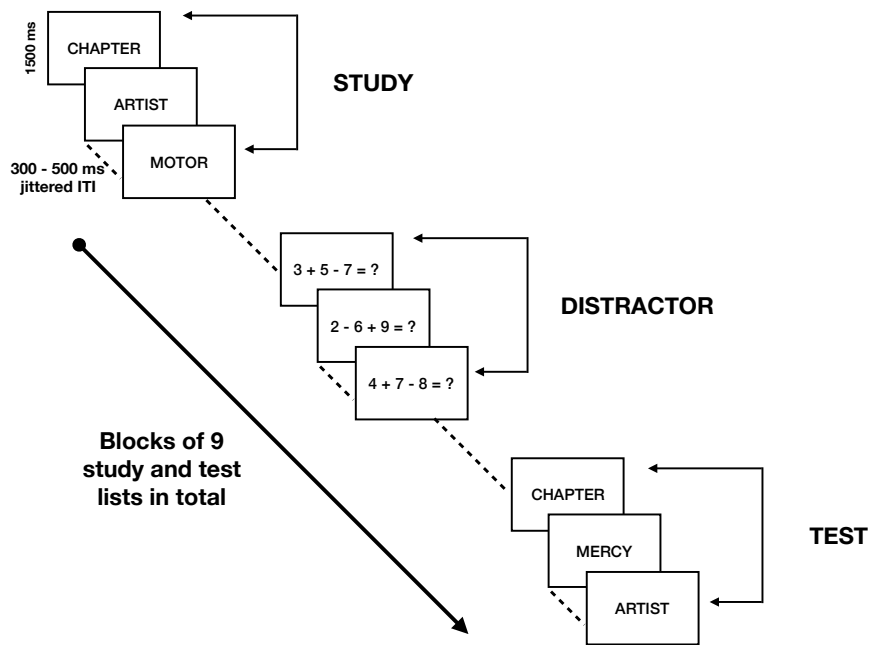 1500 ms
CHAPTER
ARTIST
MOTOR
STUDY
300 - 500 ms
jittered ITI
3 + 5 - 7 = ?
2 - 6 + 9 = ?
4 + 7 - 8 = ?
DISTRACTOR
Blocks of 9
study and test
lists in total
CHAPTER
MERCY
ARTIST
TEST